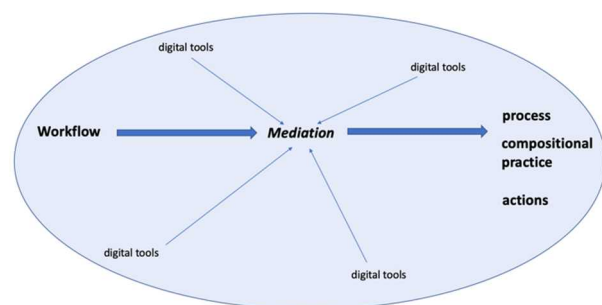 digital tools
digital tools
Workflow
Mediation
process
compositional
practice
actions
digital tools
digital tools